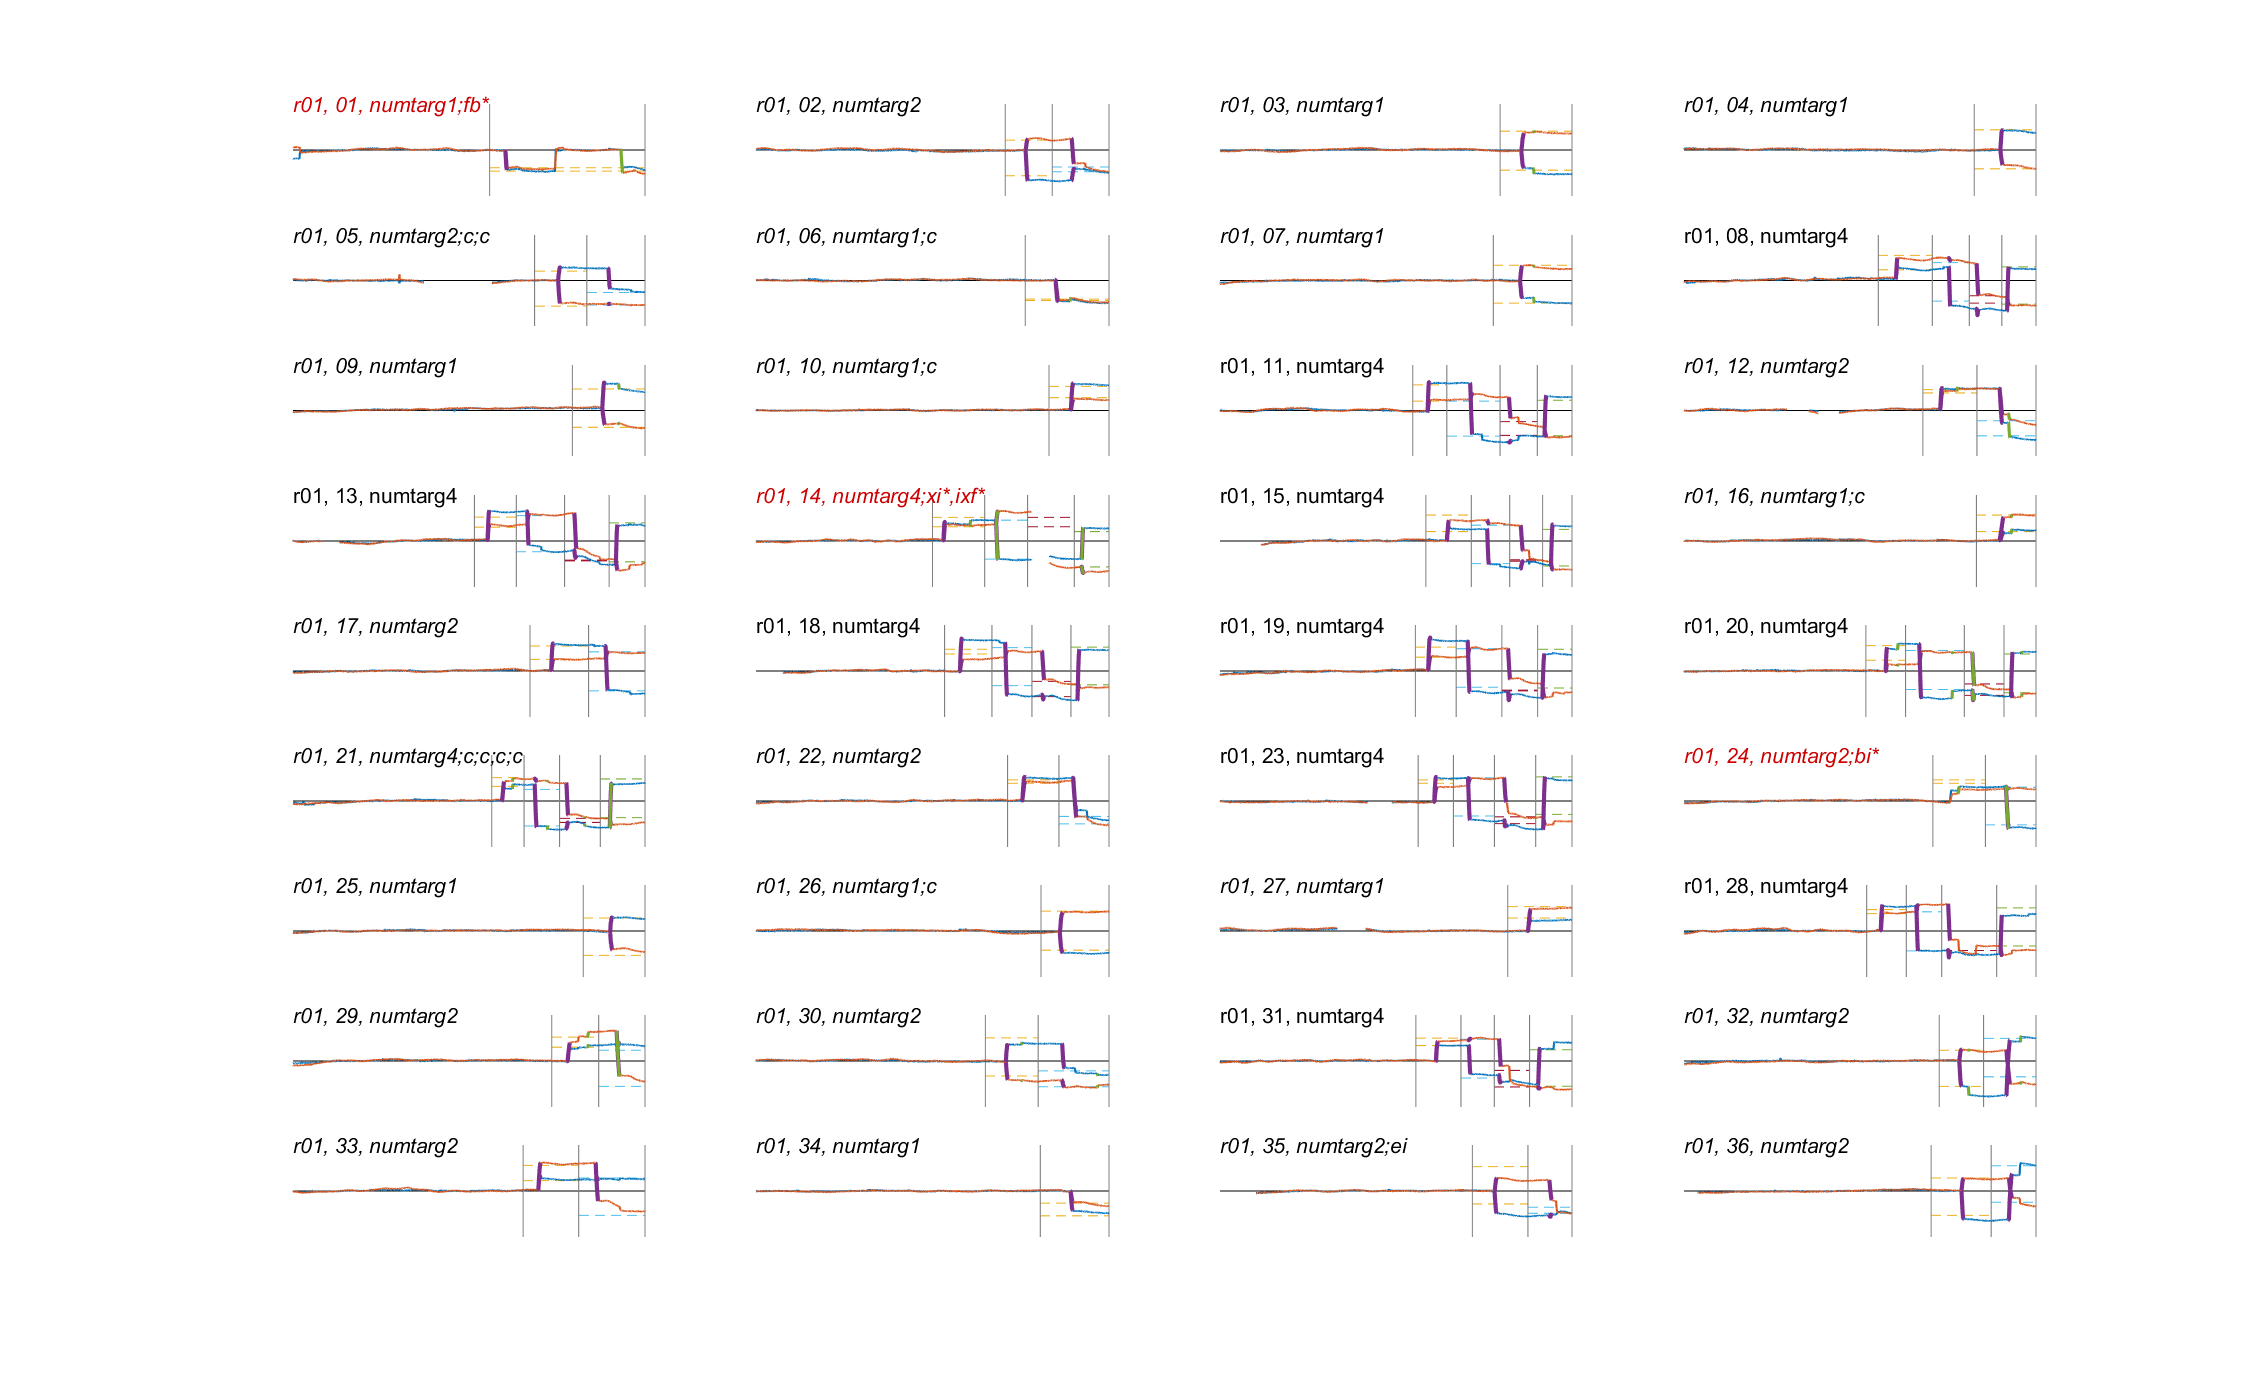 r01, 01, numtarg1;fb*
r01, 02, numtarg2
r01, 03, numtarg1
r01, 04, numtarg1
r01, 05, numtarg2;c;c
r01, 06, numtarg1;c
r01, 07, numtarg1
r01, 08, numtarg4
r01, 09, numtarg1
r01, 10, numtarg1;c
r01, 11, numtarg4
r01, 12, numtarg2
r01, 13, numtarg4
r01, 14, numtarg4;xi*,ixf*
r01, 15, numtarg4
r01, 16, numtarg1;c
r01, 17, numtarg2
r01, 18, numtarg4
r01, 19, numtarg4
r01, 20, numtarg4
r01, 21, numtarg4;c;c;c;c
r01, 22, numtarg2
r01, 23, numtarg4
r01, 24, numtarg2;bi*
r01, 25, numtarg1
r01, 26, numtarg1;c
r01, 27, numtarg1
r01, 28, numtarg4
r01, 29, numtarg2
r01, 30, numtarg2
r01, 31, numtarg4
r01, 32, numtarg2
r01, 33, numtarg2
r01, 34, numtarg1
r01, 35, numtarg2;ei
r01, 36, numtarg2